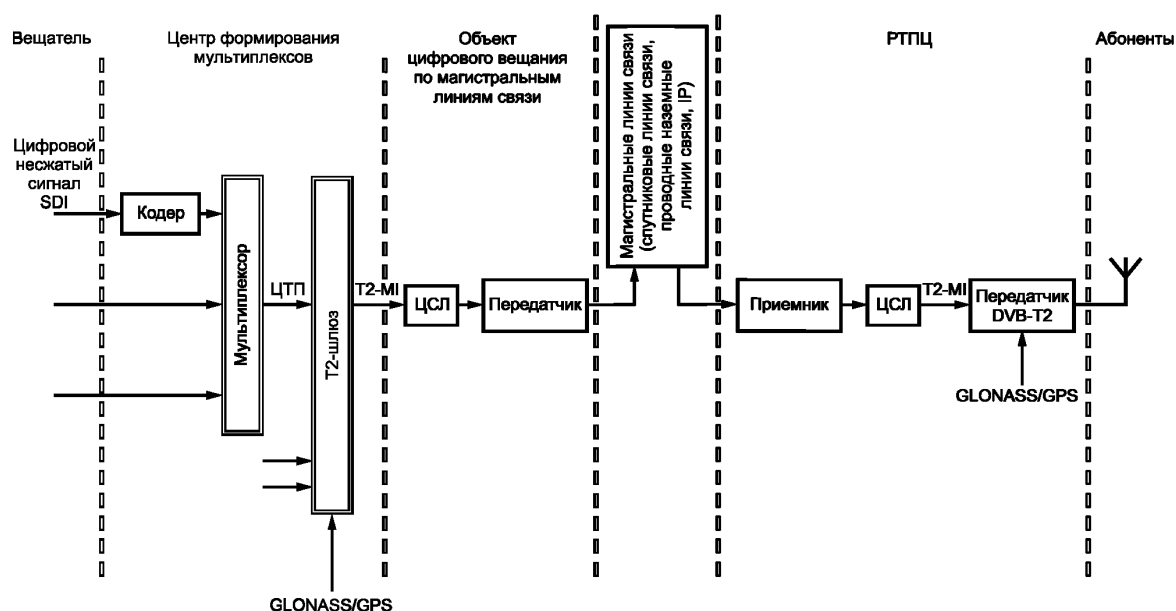 Вещатель
Центр формирования
мультиплексов
Объект
цифрового вещания
по магистральным
линиям связи
Магистральные линии связи
(спутниковые линии связи,
проводные наземные
линии связи, IP)
РТПЦ
Абоненты
Цифровой
несжатый
сигнал
SDI
Кодер
Мультиплексор
ЦТП
Т2-шлюз
T2-MI
ЦСЛ
Передатчик
Приемник
ЦСЛ
T2-MI
Передатчик
DVB-T2
GLONASS/GPS
GLONASS/GPS